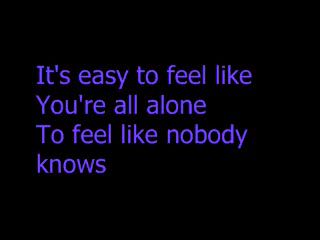 It's easy to feel like
You're all alone
To feel like nobody
knows